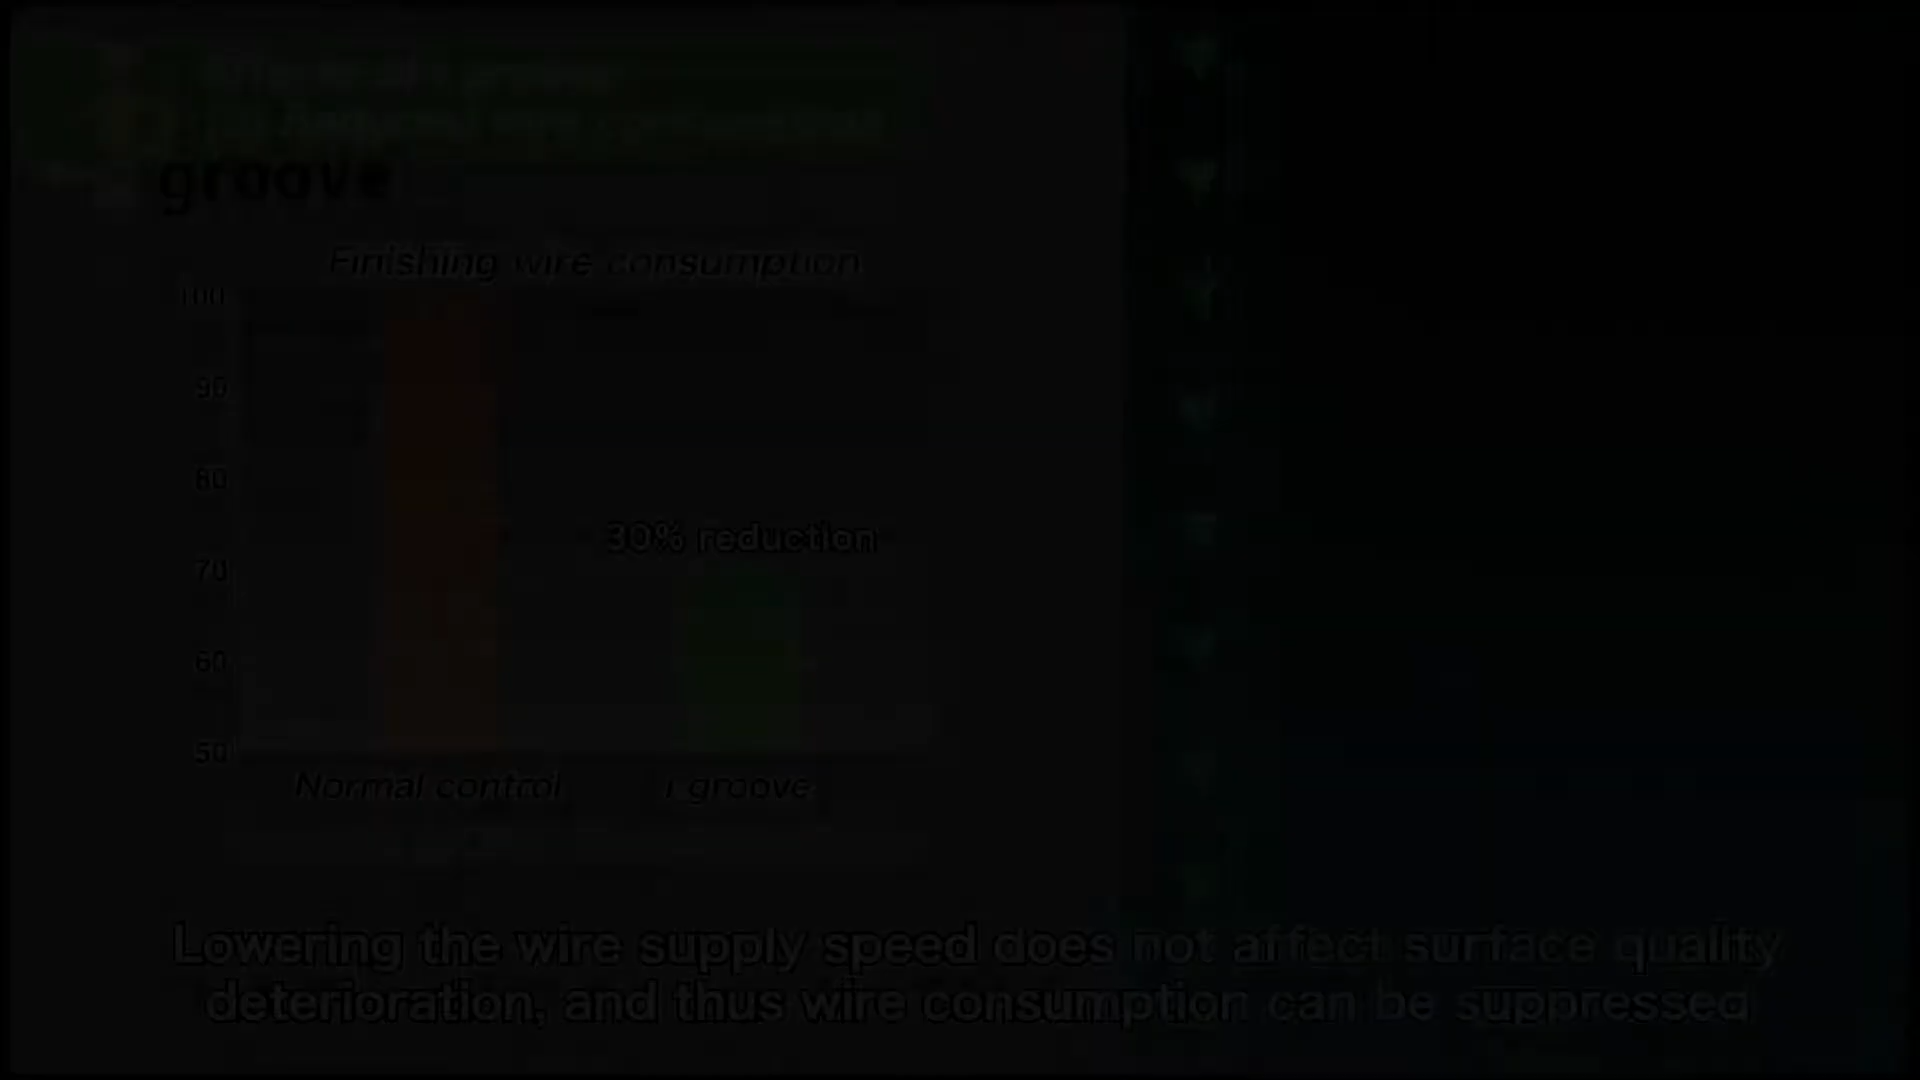 groove
Finishing wire consumption
100
90
80
70
60
50
30% reduction
Normal control
i groove
Lowering the wire supply speed does not affect surface quality
deterioration, and thus wire consumption can be suppressed